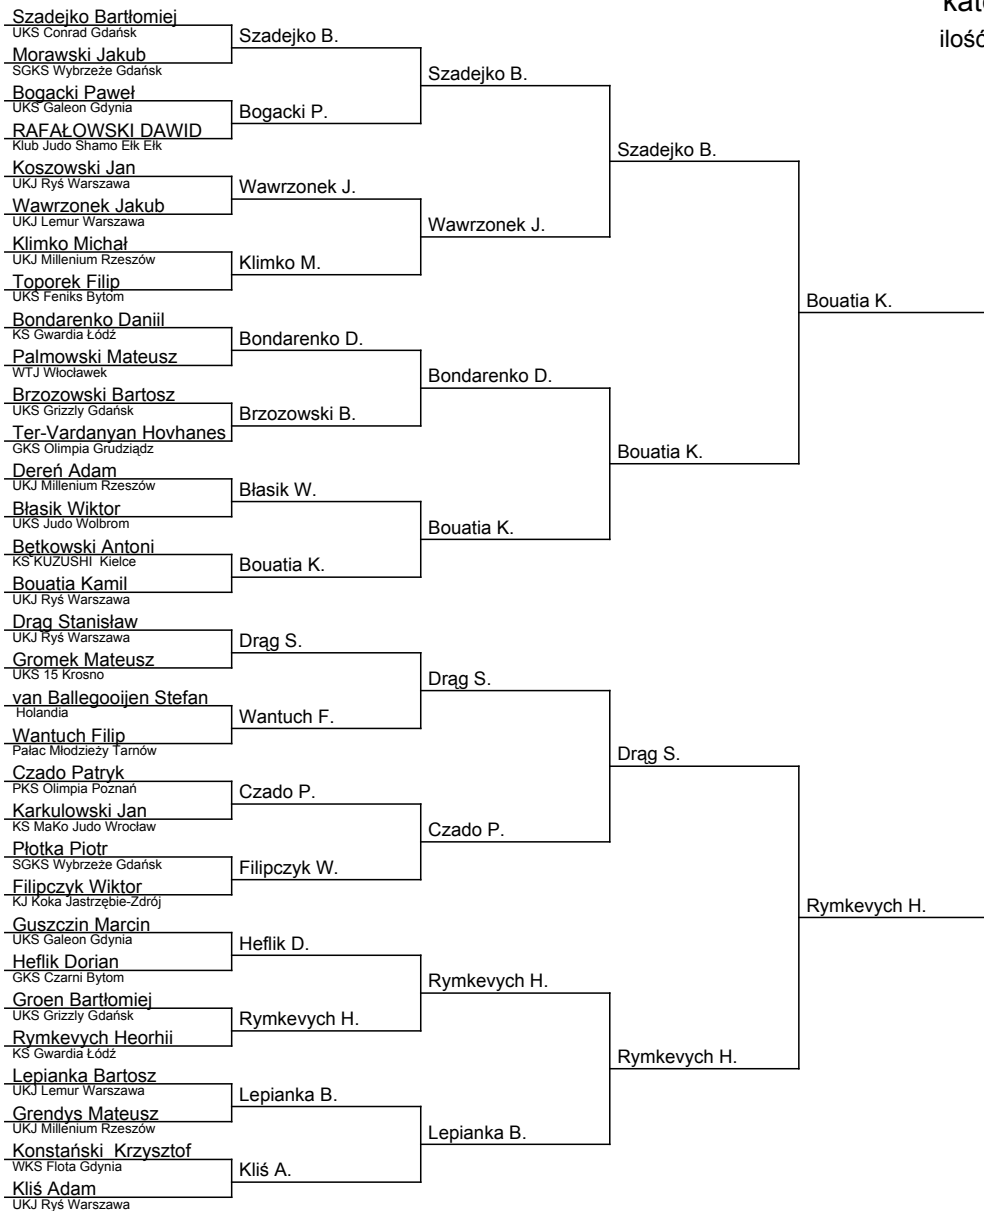 Szadejko Bartłomiej
UKS Conrad Gdańsk
Morawski Jakub
SGKS Wybrzeże Gdańsk
Bogacki Paweł
UKS Galeon Gdynia
RAFAŁOWSKI DAWID
Klub Judo Shamo Ełk Ełk
Koszowski Jan
UKJ Ryś Warszawa
Wawrzonek Jakub
UKJ Lemur Warszawa
Klimko Michał
UKJ Millenium Rzeszów
Toporek Filip
UKS Feniks Bytom
Bondarenko Daniil
KS Gwardia Łódź
Palmowski Mateusz
WTJ Włocławek
Brzozowski Bartosz
UKS Grizzly Gdańsk
Ter-Vardanyan Hovhanes
GKS Olimpia Grudziądz
Dereń Adam
UKJ Millenium Rzeszów
Błasik Wiktor
UKS Judo Wolbrom
Bętkowski Antoni
KS KUZUSHI Kielce
Bouatia Kamil
UKJ Ryś Warszawa
Drąg Stanisław
UKJ Ryś Warszawa
Gromek Mateusz
UKS 15 Krosno
van Ballegooijen Stefan
Holandia
Wantuch Filip
Pałac Młodzieży Tarnów
Czado Patryk
PKS Olimpia Poznań
Karkulowski Jan
KS MaKo Judo Wrocław
Płotka Piotr
SGKS Wybrzeże Gdańsk
Filipczyk Wiktor
KJ Koka Jastrzębie-Zdrój
Guszczin Marcin
UKS Galeon Gdynia
Heflik Dorian
GKS Czarni Bytom
Groen Bartłomiej
UKS Grizzly Gdańsk
Rymkevych Heorhii
KS Gwardia Łódź
Lepianka Bartosz
UKJ Lemur Warszawa
Grendys Mateusz
UKJ Millenium Rzeszów
Konstański Krzysztof
WKS Flota Gdynia
Kliś Adam
UKJ Ryś Warszawa
Szadejko B.
Bogacki P.
Wawrzonek J.
Klimko M.
Bondarenko D.
Brzozowski B.
Błasik W.
Bouatia K.
Drąg S.
Wantuch F.
Czado P.
Filipczyk W.
Heflik D.
Rymkevych H.
Lepianka B.
Kliś A.
Szadejko B.
Wawrzonek J.
Bondarenko D.
Bouatia K.
Drąg S.
Czado P.
Rymkevych H.
Lepianka B.
Szadejko B.
Bouatia K.
Drąg S.
Rymkevych H.
Bouatia K.
Rymkevych H.
ilość